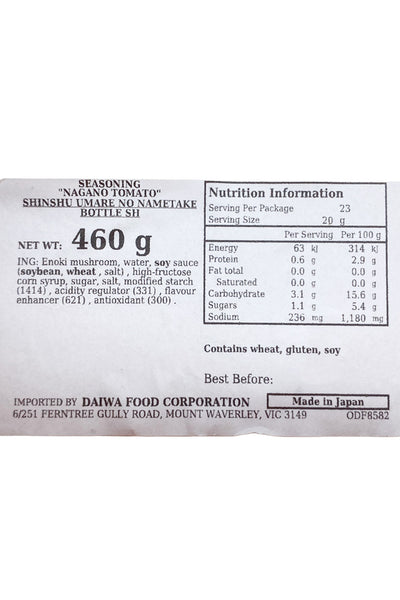 SEASONING
"NAGANO TOMATO"
SHINSHU UMARE NO NAMETAKE
BOTTLE SH
NET WT: 460 g
ING: Enoki mushroom, water, soy sauce
(soybean, wheat , salt) , high-fructose
corn syrup, sugar, salt, modified starch
(1414) , acidity regulator (331) , flavour
enhancer (621) , antioxidant (300) .
Nutrition Information
Serving Per Package 23
Serving Size 20 g
Per Serving Per 100 g
Energy 63 kJ 314 kJ
Protein 0.6 g 2.9 g
Fat total 0.0 g 0.0 g
Saturated 0.0 g 0.0 g
Carbohydrate 3.1 g 15.6 g
Sugars 1.1 g 5.4 g
Sodium 236 mg 1,180 mg
Contains wheat, gluten, soy
Best Before:
IMPORTED BY DAIWA FOOD CORPORATION Made in Japan
6/251 FERNTREE GULLY ROAD, MOUNT WAVERLEY, VIC 3149 ODF8582